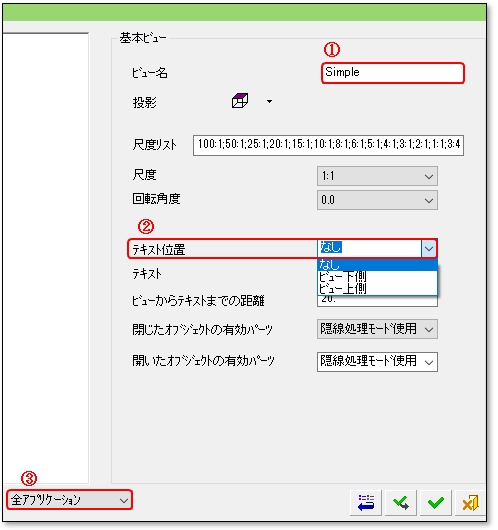 基本ビュー
①
ビュー名 Simple
投影
尺度リスト 100:1;50:1;25:1;20:1;15:1;10:1;8:1;6:1;5:1;4:1;3:1;2:1;1:1;3:4
尺度 1:1
回転角度 0.0
②
テキスト位置 なし
なし
テキスト ビュー下側
ビュー上側
ビューからテキストまでの距離 20.
閉じたオブジェクトの有効パーツ 隠線処理モード使用
開いたオブジェクトの有効パーツ 隠線処理モード使用
③
全アプリケーション